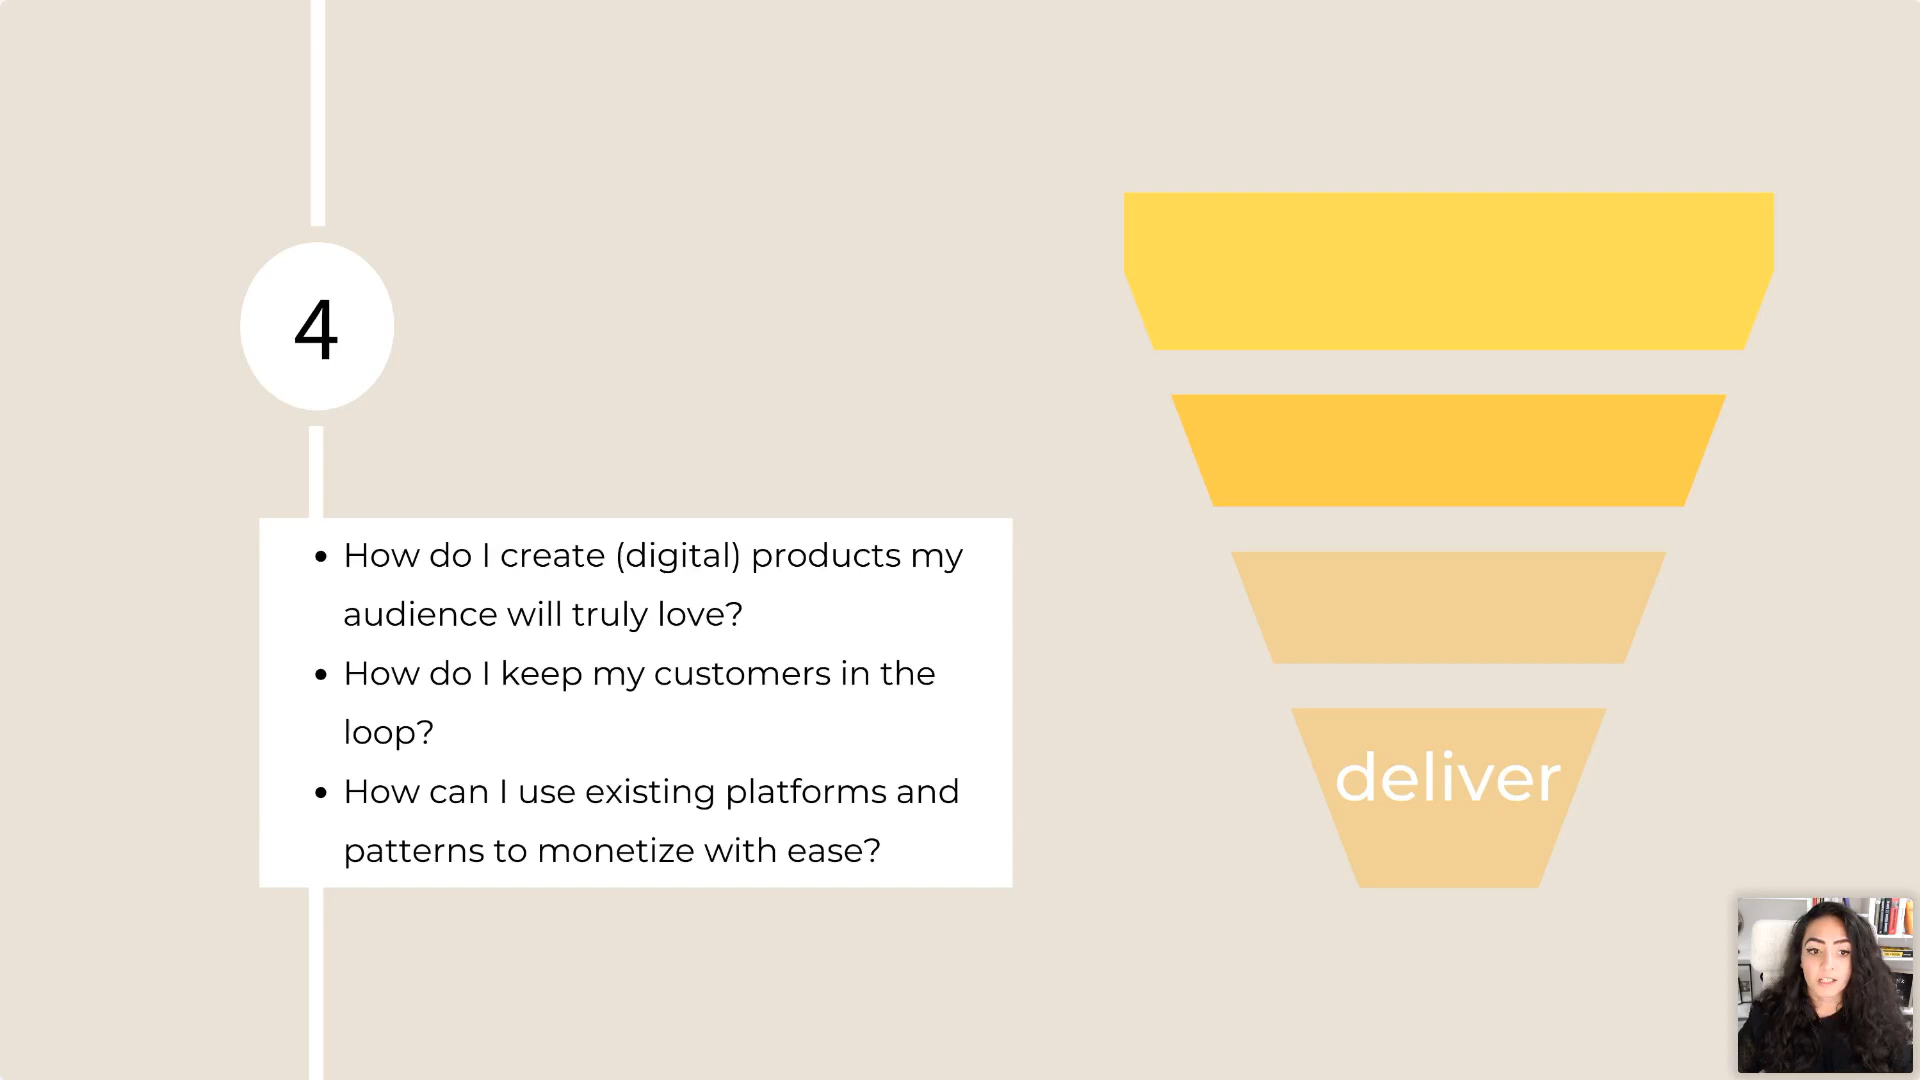 4
• How do I create (digital) products my
audience will truly love?
• How do I keep my customers in the
loop?
• How can I use existing platforms and
patterns to monetize with ease?
deliver